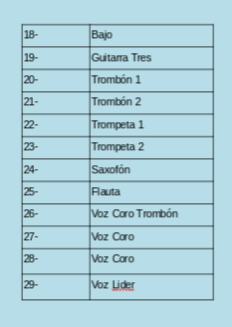 18- Bajo
19- Guitarra Tres
20- Trombón 1
21- Trombón 2
22- Trompeta 1
23- Trompeta 2
24- Saxofón
25- Flauta
26- Voz Coro Trombón
27- Voz Coro
28- Voz Coro
29- Voz Lider